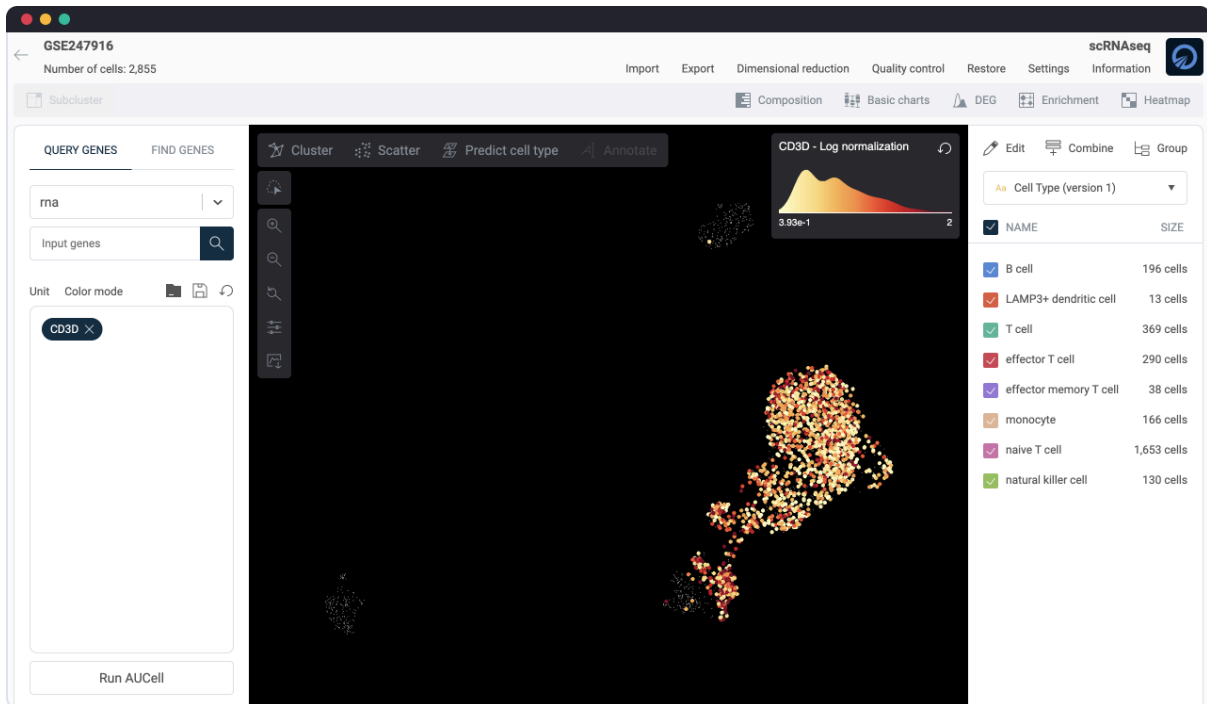 GSE247916
Number of cells: 2,855
scRNAseq
Import Export Dimensional reduction Quality control Restore Settings Information
Subcluster
Composition Basic charts DEG Enrichment Heatmap
QUERY GENES FIND GENES
rna
Input genes
Unit Color mode
CD3D
Run AUCell
Cluster Scatter Predict cell type Annotate
CD3D - Log normalization
3.93e-1 2
Edit Combine Group
Aa Cell Type (version 1)
NAME SIZE
B cell 196 cells
LAMP3+ dendritic cell 13 cells
T cell 369 cells
effector T cell 290 cells
effector memory T cell 38 cells
monocyte 166 cells
naive T cell 1,653 cells
natural killer cell 130 cells